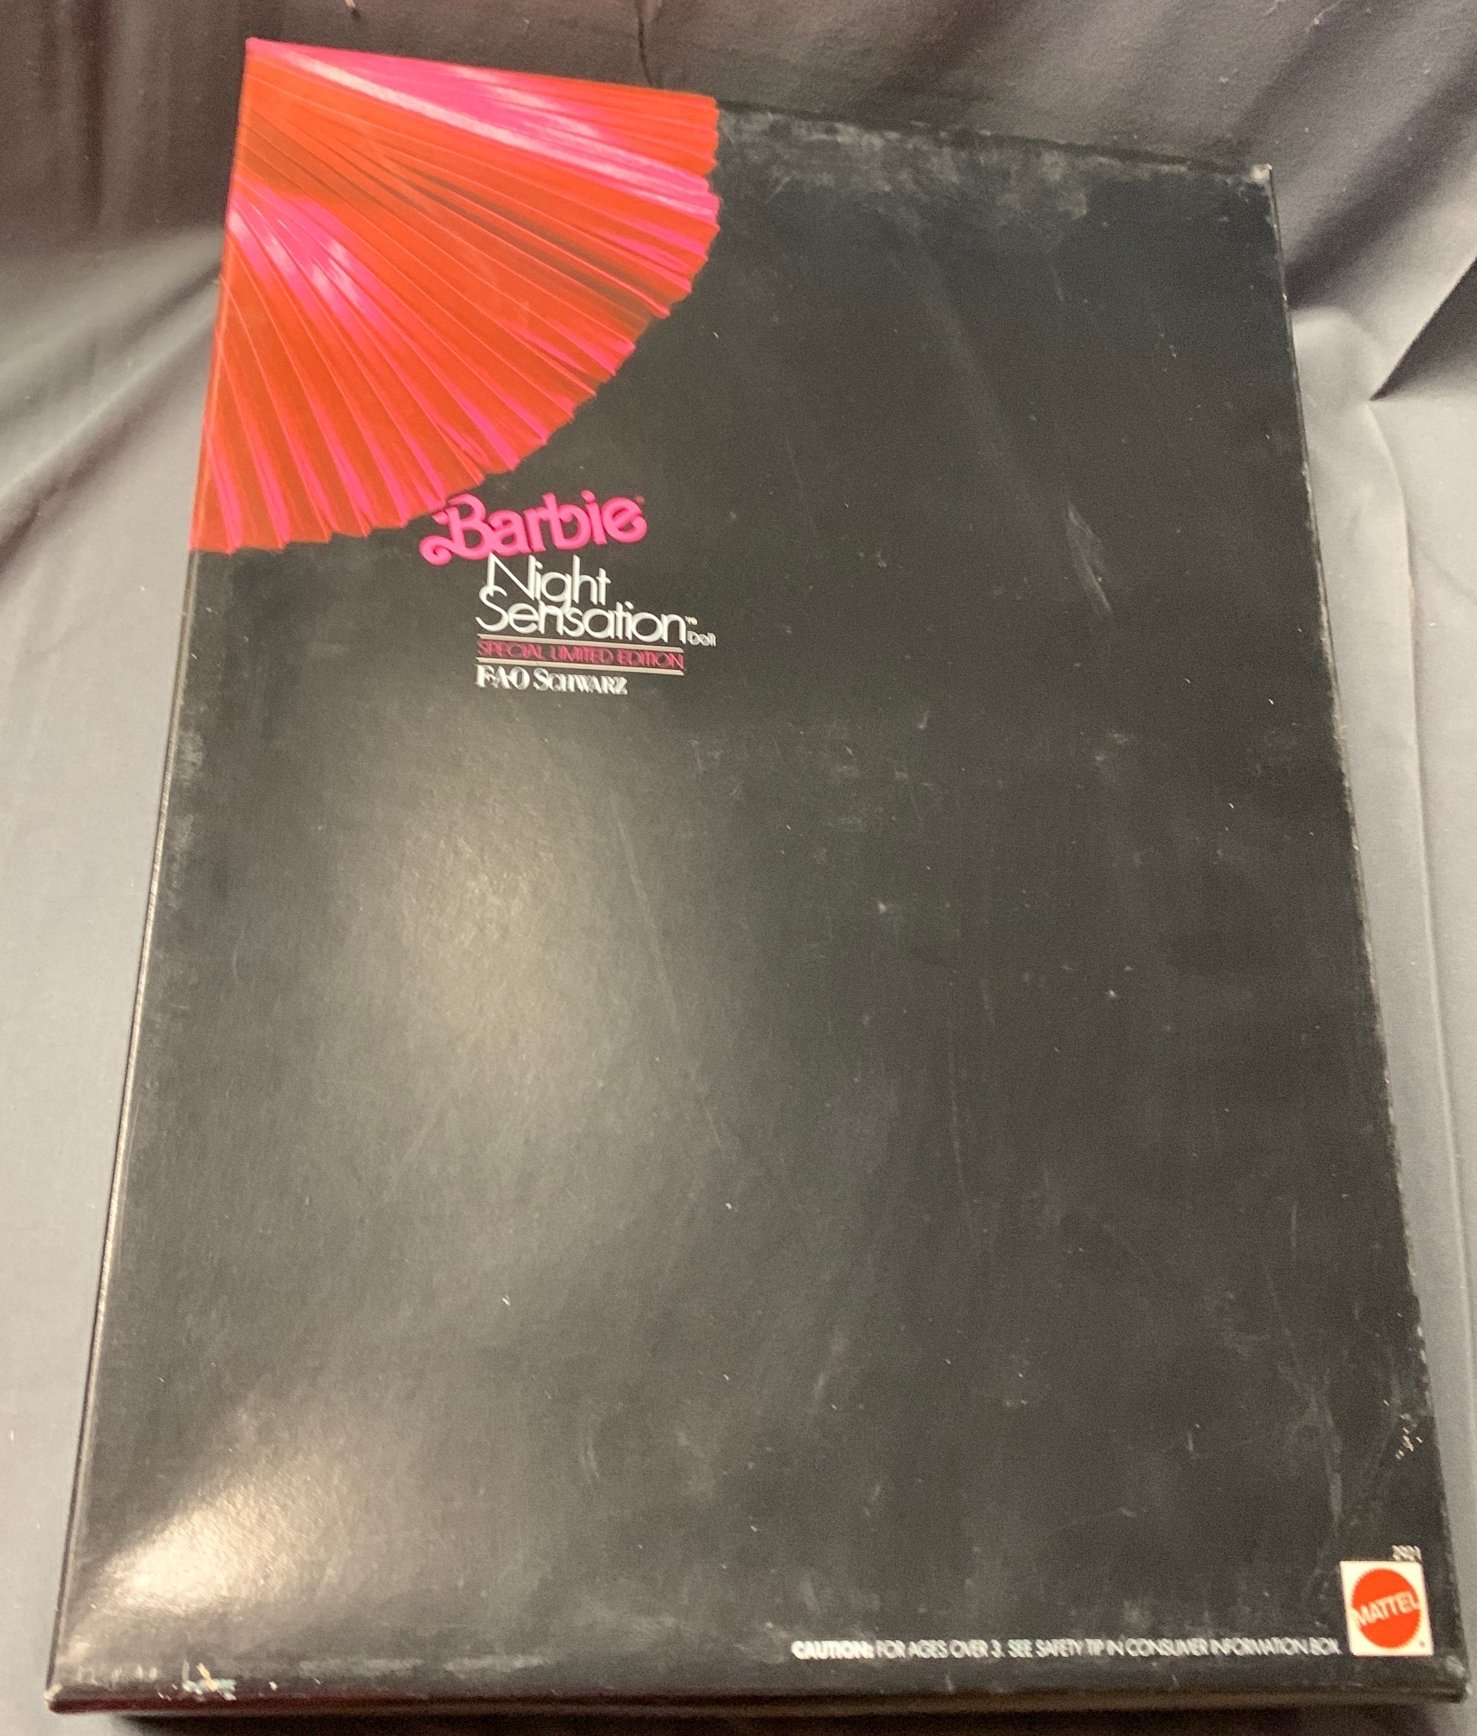 Barbie
Night
Sensation™ Doll
SPECIAL LIMITED EDITION
F·A·O SCHWARZ
MATTEL
CAUTION: FOR AGES OVER 3. SEE SAFETY TIP IN CONSUMER INFORMATION BOX.